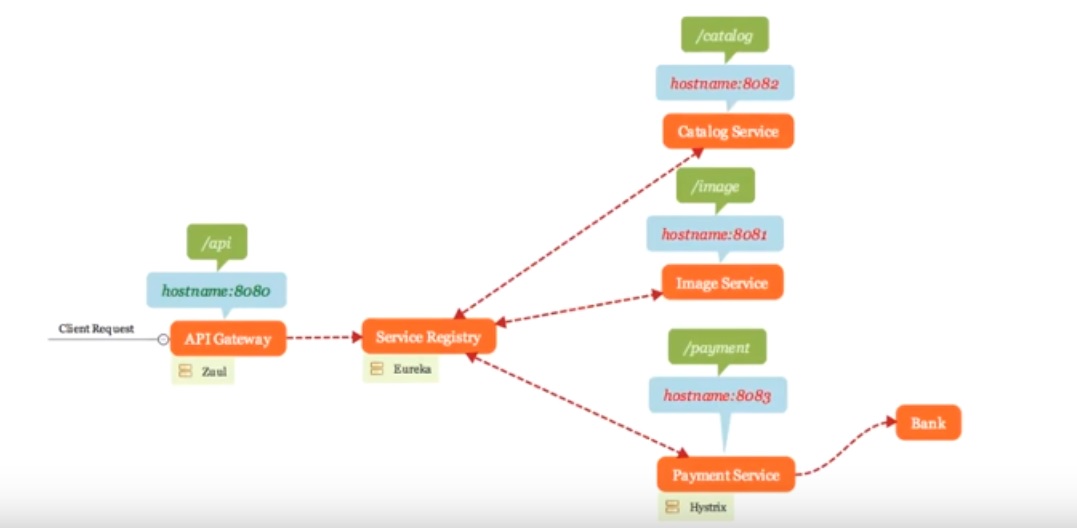 /catalog
hostname:8082
Catalog Service
/image
hostname:8081
Image Service
/api
hostname:8080
Client Request
API Gateway
Zuul
Service Registry
Eureka
/payment
hostname:8083
Payment Service
Hystrix
Bank